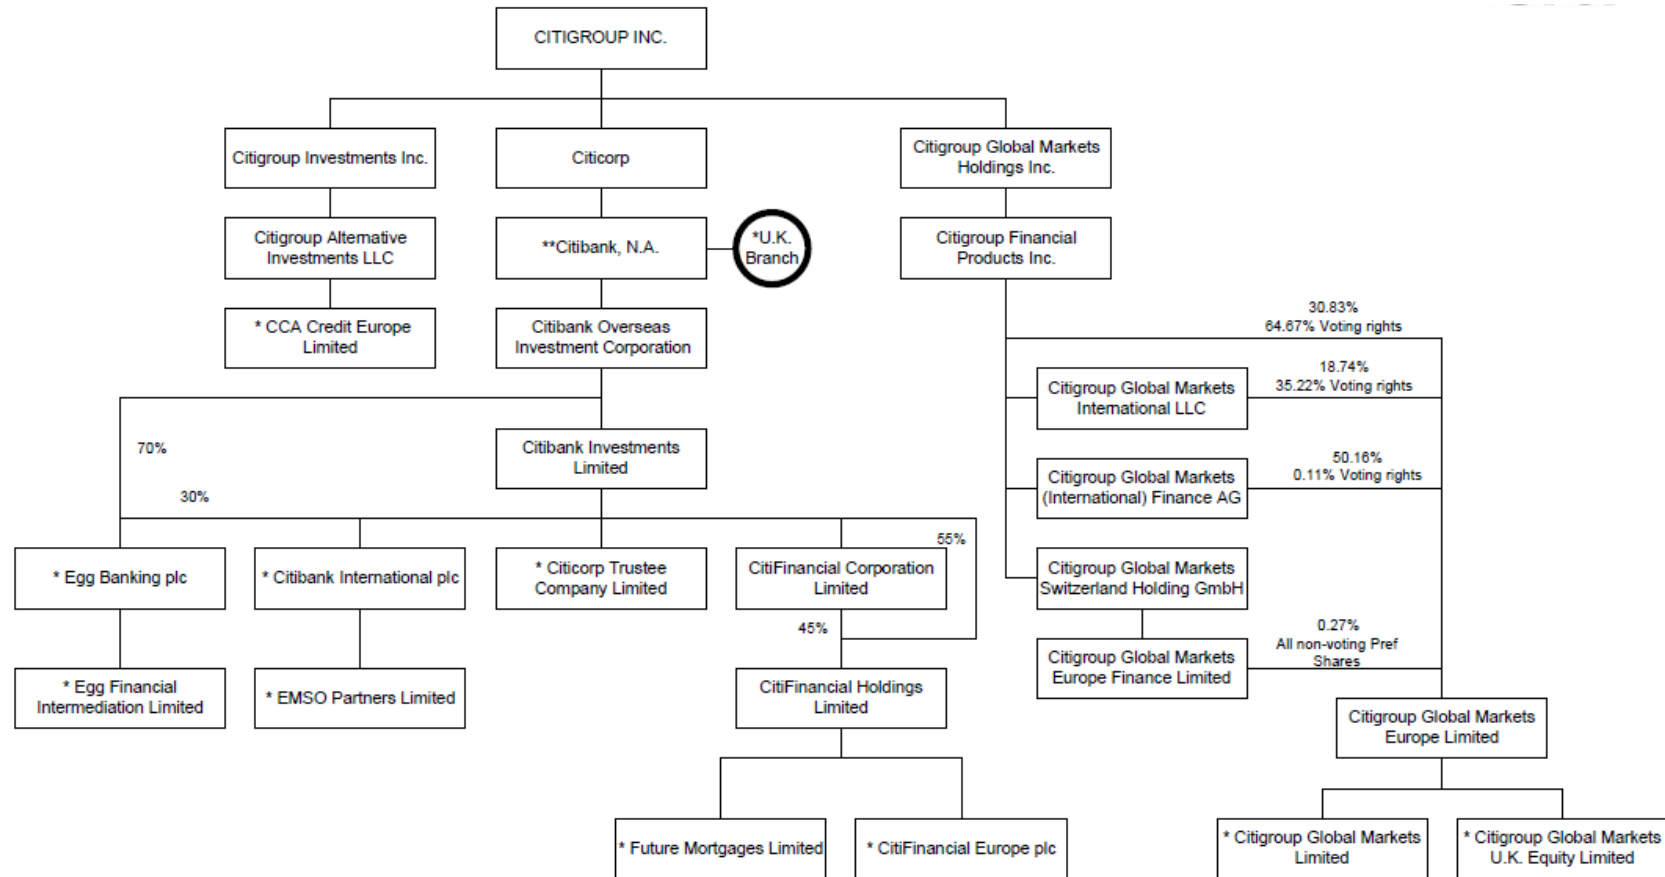 CITIGROUP INC.
Citigroup Investments Inc.
Citicorp
Citigroup Global Markets
Holdings Inc.
Citigroup Alternative
Investments LLC
**Citibank, N.A.
*U.K.
Branch
Citigroup Financial
Products Inc.
* CCA Credit Europe
Limited
Citibank Overseas
Investment Corporation
30.83%
64.67% Voting rights
Citigroup Global Markets
International LLC
18.74%
35.22% Voting rights
70%
Citibank Investments
Limited
30%
Citigroup Global Markets
(International) Finance AG
50.16%
0.11% Voting rights
55%
* Egg Banking plc
* Citibank International plc
* Citicorp Trustee
Company Limited
CitiFinancial Corporation
Limited
Citigroup Global Markets
Switzerland Holding GmbH
45%
0.27%
All non-voting Pref
Shares
* Egg Financial
Intermediation Limited
* EMSO Partners Limited
CitiFinancial Holdings
Limited
Citigroup Global Markets
Europe Finance Limited
Citigroup Global Markets
Europe Limited
* Future Mortgages Limited
* CitiFinancial Europe plc
* Citigroup Global Markets
Limited
* Citigroup Global Markets
U.K. Equity Limited